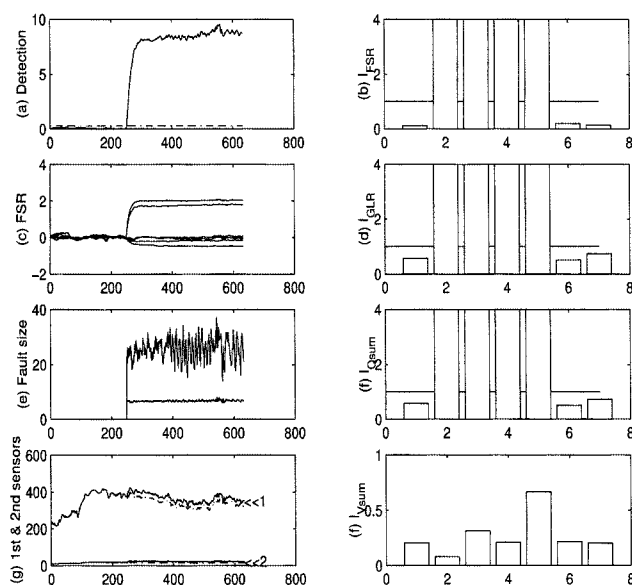 10
5
0
0 200 400 600 800
(a) Detection
4
2
0
0 2 4 6 8
(b) I_FSR
4
2
0
−2
0 200 400 600 800
(c) FSR
4
2
0
0 2 4 6 8
(d) I_GLR
40
20
0
0 200 400 600 800
(e) Fault size
4
2
0
0 2 4 6 8
(f) I_Qsum
600
400
200
0
0 200 400 600 800
(g) 1st & 2nd sensors
<<1
<<2
1
0.5
0
0 2 4 6 8
(f) I_Vsum